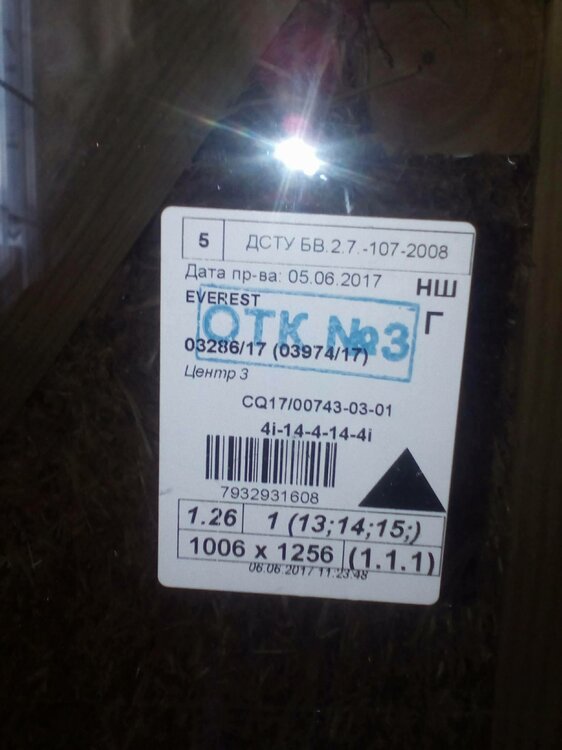 5 ДСТУ БВ.2.7.-107-2008
Дата пр-ва: 05.06.2017 НШ
EVEREST Г
ОТК №3
03286/17 (03974/17)
Центр 3
CQ17/00743-03-01
4i-14-4-14-4i
7932931608
1.26 1 (13;14;15;)
1006 x 1256 (1.1.1)
06.06.2017 11:23:48